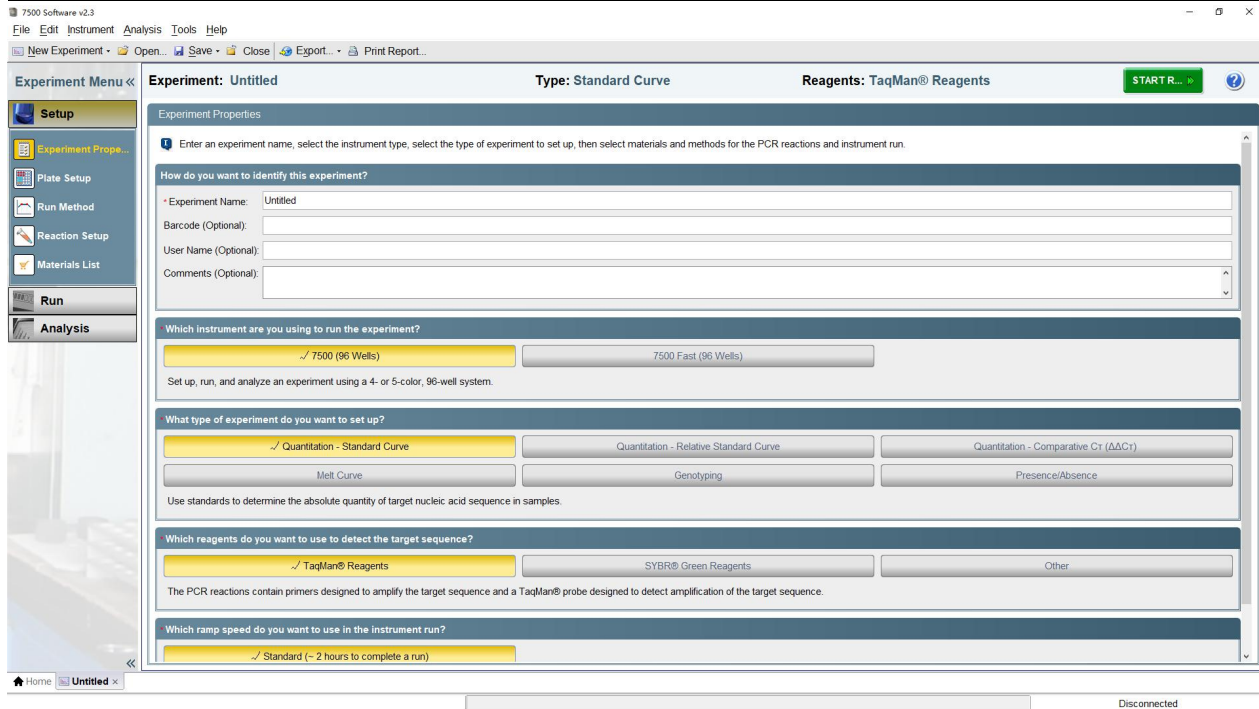 7500 Software v2.3
File Edit Instrument Analysis Tools Help
New Experiment Open... Save Close Export... Print Report...
Experiment Menu «
Experiment: Untitled Type: Standard Curve Reagents: TaqMan® Reagents START R... »
Setup
Experiment Prope...
Plate Setup
Run Method
Reaction Setup
Materials List
Run
Analysis
Experiment Properties
Enter an experiment name, select the instrument type, select the type of experiment to set up, then select materials and methods for the PCR reactions and instrument run.
How do you want to identify this experiment?
* Experiment Name: Untitled
Barcode (Optional):
User Name (Optional):
Comments (Optional):
* Which instrument are you using to run the experiment?
✓ 7500 (96 Wells) 7500 Fast (96 Wells)
Set up, run, and analyze an experiment using a 4- or 5-color, 96-well system.
* What type of experiment do you want to set up?
✓ Quantitation - Standard Curve Quantitation - Relative Standard Curve Quantitation - Comparative Cᴛ (ΔΔCᴛ)
Melt Curve Genotyping Presence/Absence
Use standards to determine the absolute quantity of target nucleic acid sequence in samples.
* Which reagents do you want to use to detect the target sequence?
✓ TaqMan® Reagents SYBR® Green Reagents Other
The PCR reactions contain primers designed to amplify the target sequence and a TaqMan® probe designed to detect amplification of the target sequence.
* Which ramp speed do you want to use in the instrument run?
✓ Standard (~ 2 hours to complete a run)
«
Home Untitled ×
Disconnected